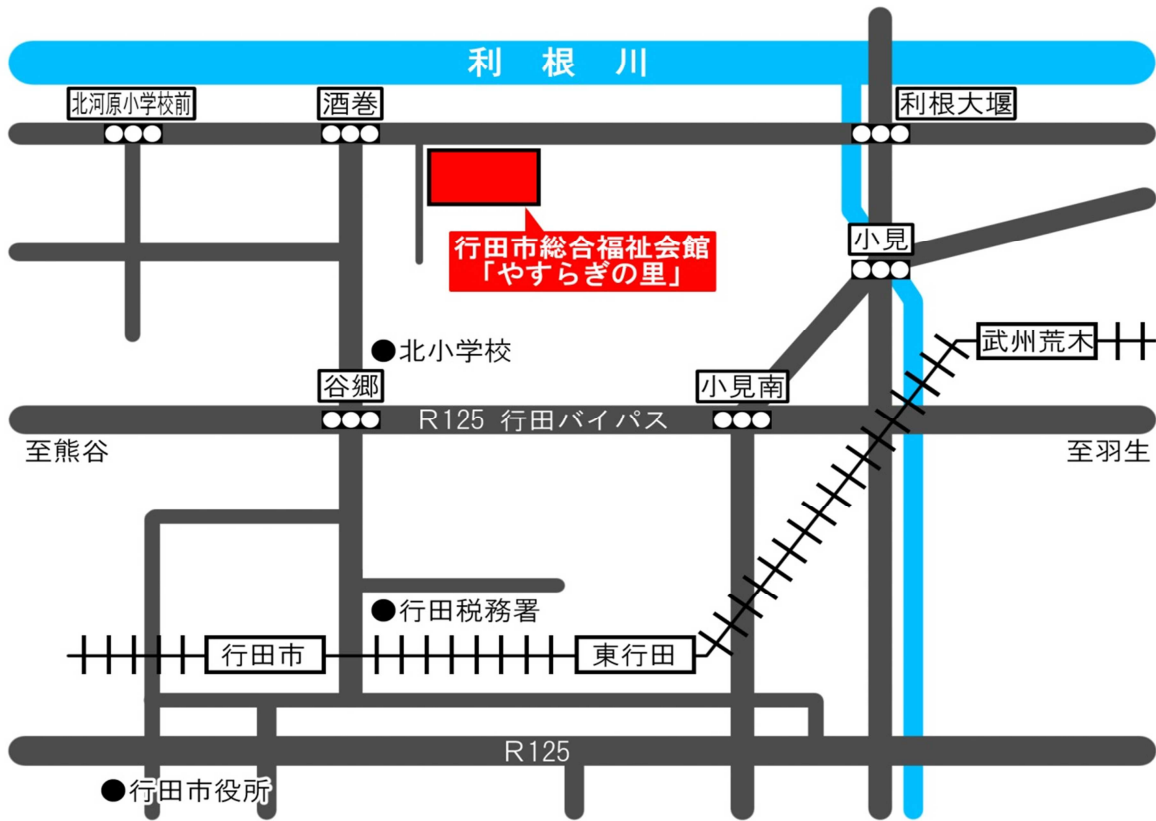 利根川
北河原小学校前
酒巻
利根大堰
小見
行田市総合福祉会館
「やすらぎの里」
武州荒木
北小学校
谷郷
小見南
R125 行田バイパス
至熊谷
至羽生
行田税務署
行田市
東行田
R125
行田市役所